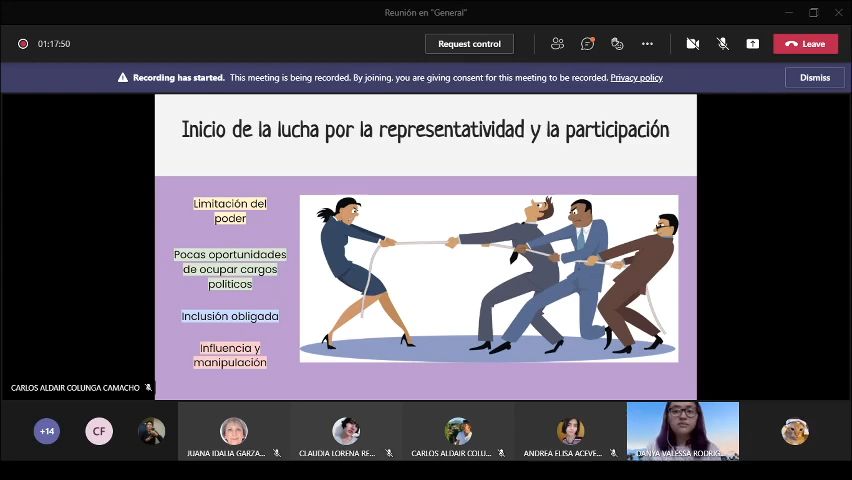 Reunión en "General"
01:17:50
Request control
Leave
Recording has started. This meeting is being recorded. By joining, you are giving consent for this meeting to be recorded. Privacy policy
Dismiss
Inicio de la lucha por la representatividad y la participación
Limitación del
poder
Pocas oportunidades
de ocupar cargos
políticos
Inclusión obligada
Influencia y
manipulación
CARLOS ALDAIR COLUNGA CAMACHO
+14
CF
JUANA IDALIA GARZA...
CLAUDIA LORENA RE...
CARLOS ALDAIR COLU...
ANDREA ELISA ACEVE...
DANYA VALESSA RODRIG...